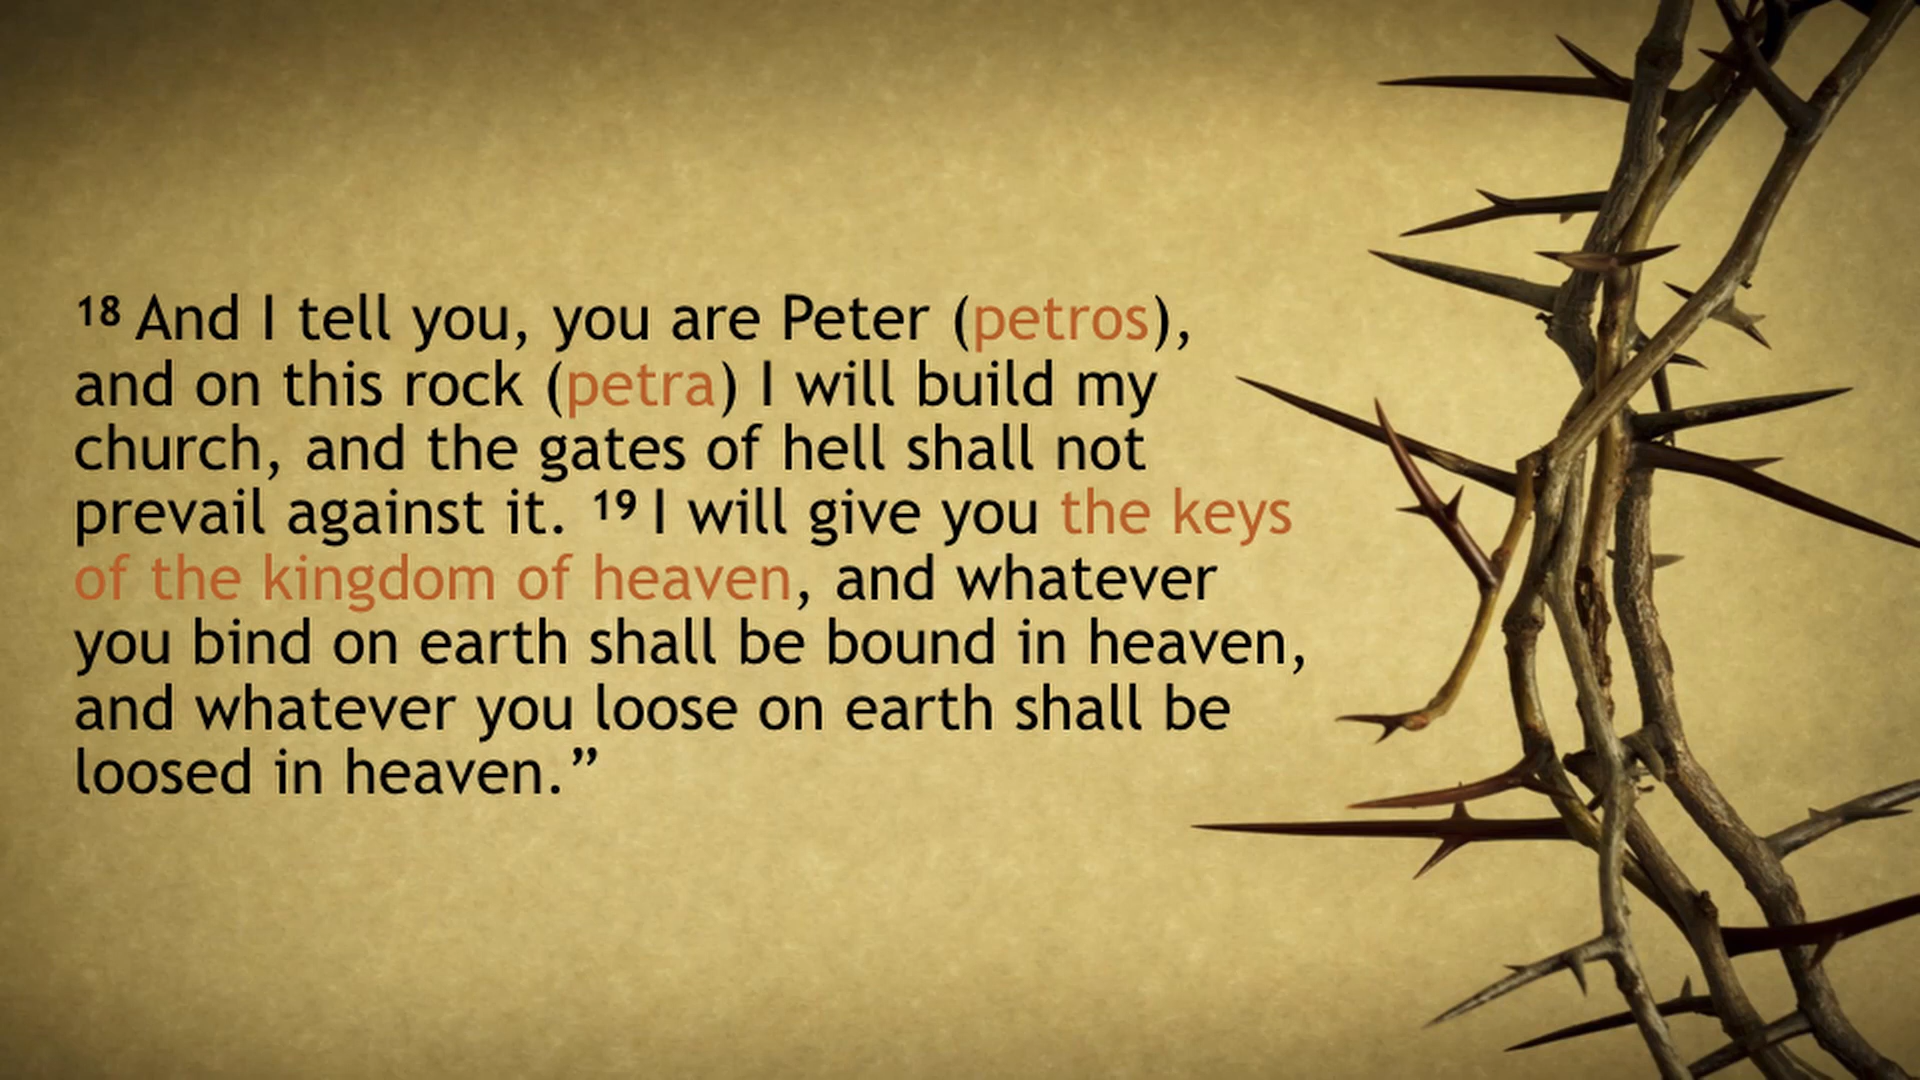 18 And I tell you, you are Peter (petros),
and on this rock (petra) I will build my
church, and the gates of hell shall not
prevail against it. 19 I will give you the keys
of the kingdom of heaven, and whatever
you bind on earth shall be bound in heaven,
and whatever you loose on earth shall be
loosed in heaven.”